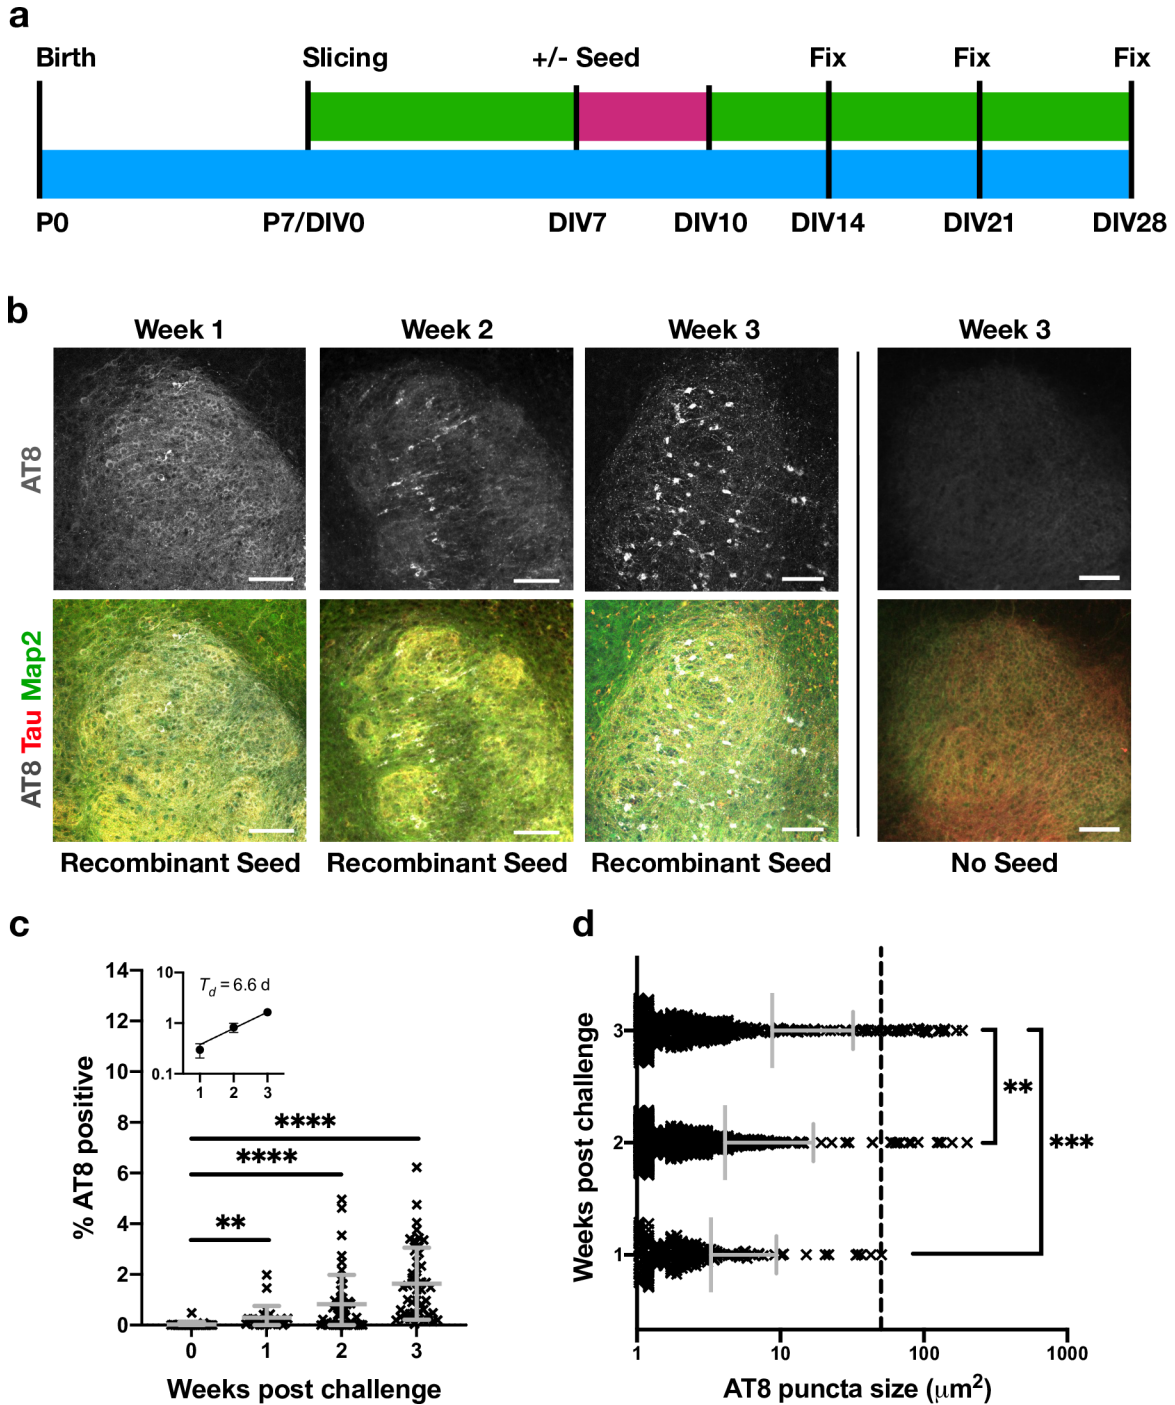 a
Birth Slicing +/- Seed Fix Fix Fix
P0 P7/DIV0 DIV7 DIV10 DIV14 DIV21 DIV28
b
Week 1 Week 2 Week 3 Week 3
AT8
AT8 Tau Map2
Recombinant Seed Recombinant Seed Recombinant Seed No Seed
c
% AT8 positive
14
12
10
8
6
4
2
0
10
1
0.1
Td = 6.6 d
1 2 3
****
****
**
0 1 2 3
Weeks post challenge
d
Weeks post challenge
3
2
1
**
***
1 10 100 1000
AT8 puncta size (μm²)